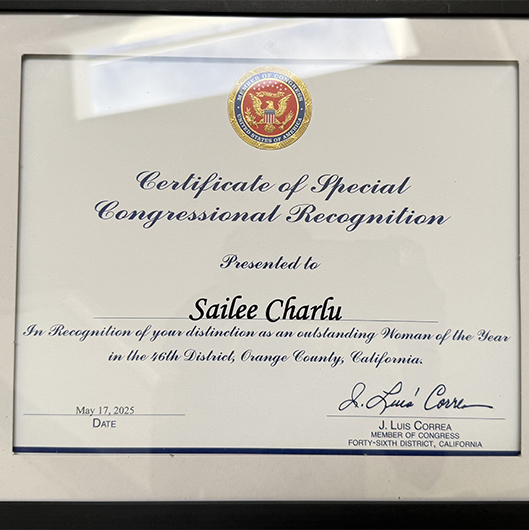 MEMBER OF CONGRESS
UNITED STATES OF AMERICA
Certificate of Special
Congressional Recognition
Presented to
Sailee Charlu
In Recognition of your distinction as an outstanding Woman of the Year
in the 46th District, Orange County, California.
May 17, 2025
DATE
J. Luis Correa
J. LUIS CORREA
MEMBER OF CONGRESS
FORTY-SIXTH DISTRICT, CALIFORNIA